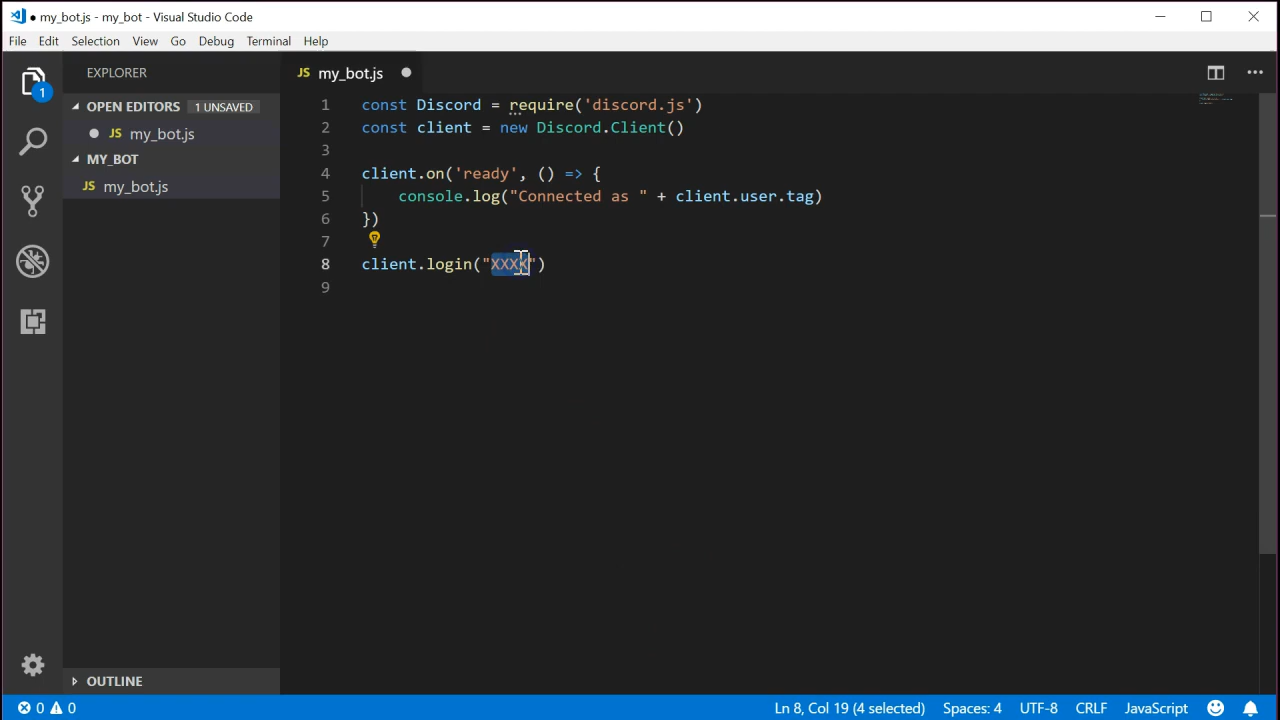 my_bot.js - my_bot - Visual Studio Code
File Edit Selection View Go Debug Terminal Help
EXPLORER
OPEN EDITORS 1 UNSAVED
JS my_bot.js
MY_BOT
JS my_bot.js
OUTLINE
1
JS my_bot.js
1 const Discord = require('discord.js')
2 const client = new Discord.Client()
3
4 client.on('ready', () => {
5 console.log("Connected as " + client.user.tag)
6 })
7
8 client.login("XXXX")
9
0 0
Ln 8, Col 19 (4 selected) Spaces: 4 UTF-8 CRLF JavaScript